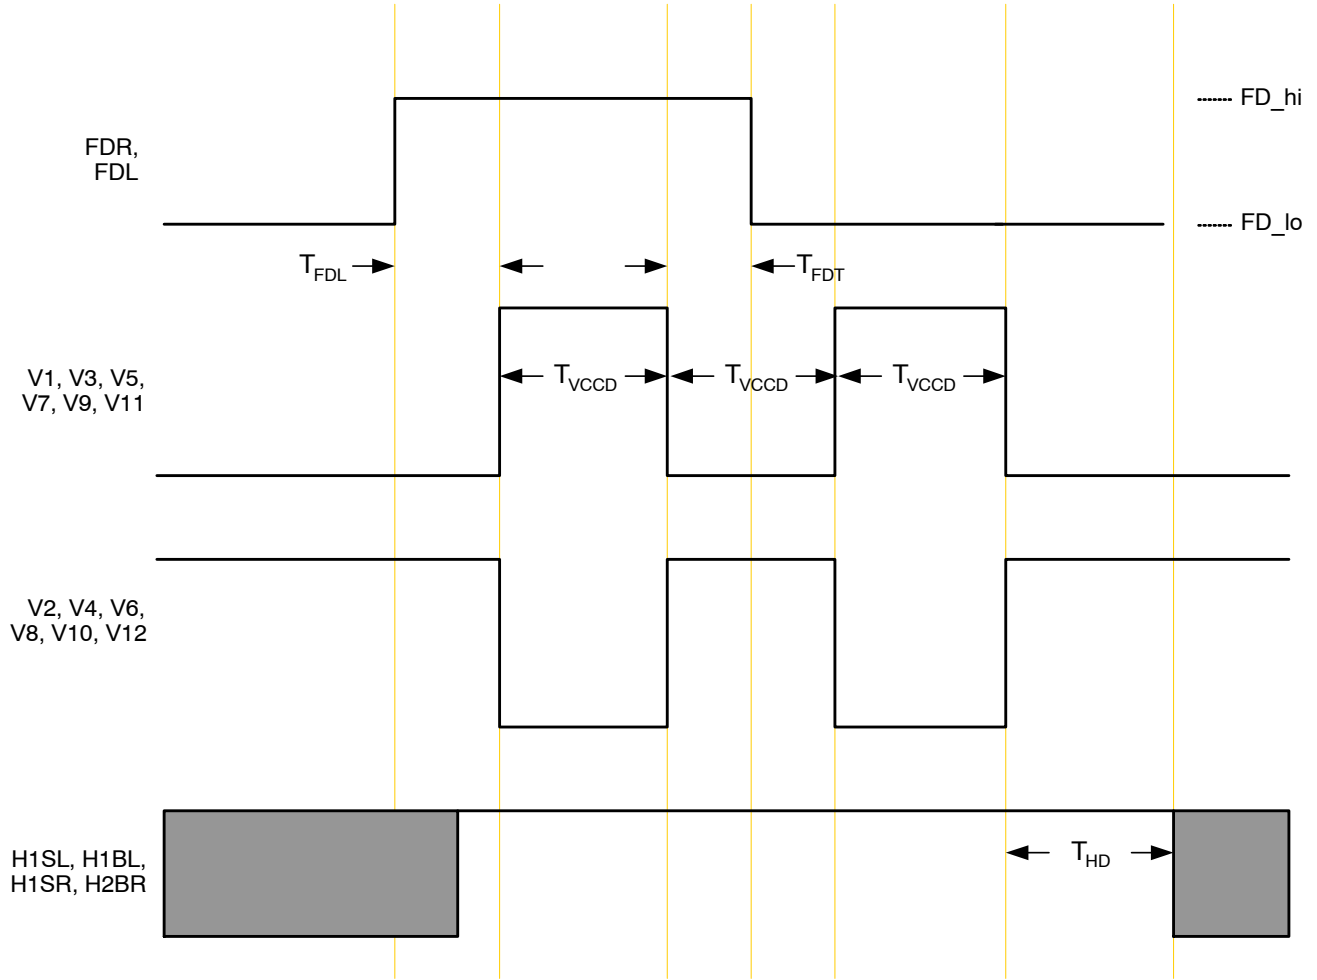 FD_hi
FDR,
FDL
FD_lo
TFDL
TFDT
V1, V3, V5,
V7, V9, V11
TVCCD
TVCCD
TVCCD
V2, V4, V6,
V8, V10, V12
H1SL, H1BL,
H1SR, H2BR
THD